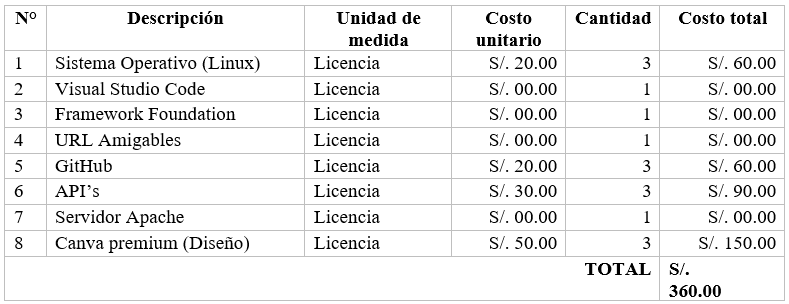 N° Descripción Unidad de medida Costo unitario Cantidad Costo total
1 Sistema Operativo (Linux) Licencia S/. 20.00 3 S/. 60.00
2 Visual Studio Code Licencia S/. 00.00 1 S/. 00.00
3 Framework Foundation Licencia S/. 00.00 1 S/. 00.00
4 URL Amigables Licencia S/. 00.00 1 S/. 00.00
5 GitHub Licencia S/. 20.00 3 S/. 60.00
6 API’s Licencia S/. 30.00 3 S/. 90.00
7 Servidor Apache Licencia S/. 00.00 1 S/. 00.00
8 Canva premium (Diseño) Licencia S/. 50.00 3 S/. 150.00
TOTAL S/. 360.00